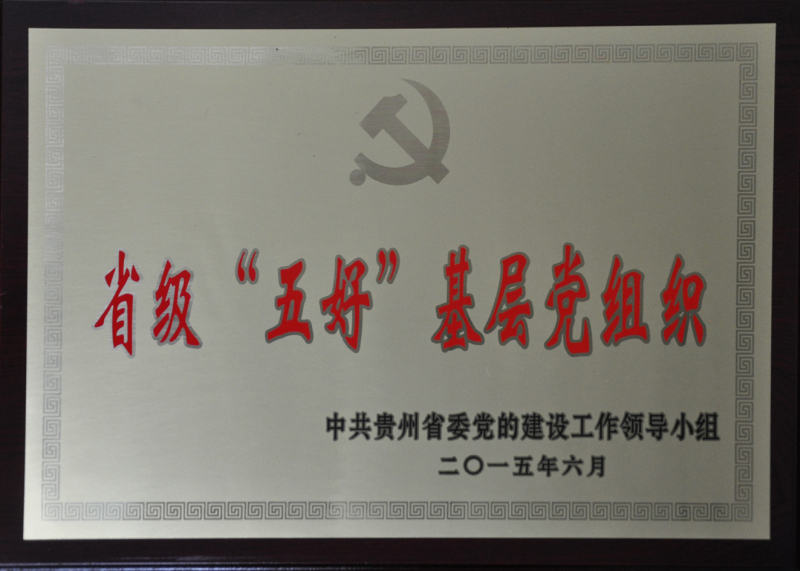 省级“五好”基层党组织
中共贵州省委党的建设工作领导小组
二〇一五年六月